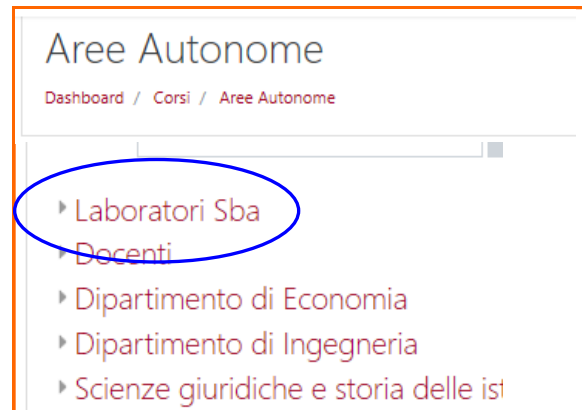 Aree Autonome
Dashboard / Corsi / Aree Autonome
Laboratori Sba
Docenti
Dipartimento di Economia
Dipartimento di Ingegneria
Scienze giuridiche e storia delle ist